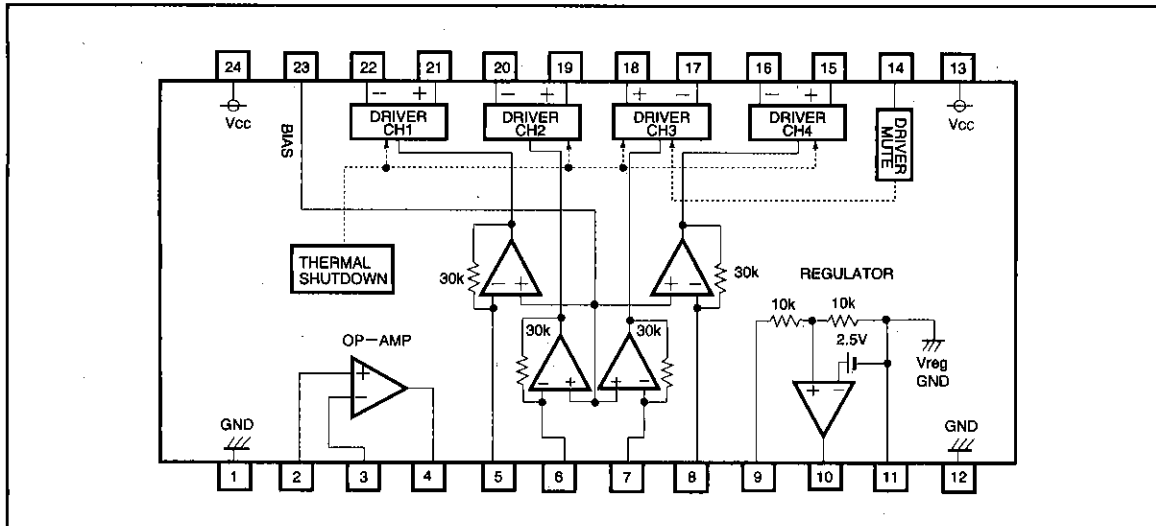 24 23 22 21 20 19 18 17 16 15 14 13
Vcc
BIAS
− +
DRIVER
CH1
− +
DRIVER
CH2
+ −
DRIVER
CH3
− +
DRIVER
CH4
DRIVER
MUTE
Vcc
THERMAL
SHUTDOWN
30k
− +
+ −
30k
REGULATOR
10k
10k
2.5V
Vreg
GND
30k
− +
+ −
30k
OP−AMP
+
−
+ −
GND
GND
1 2 3 4 5 6 7 8 9 10 11 12